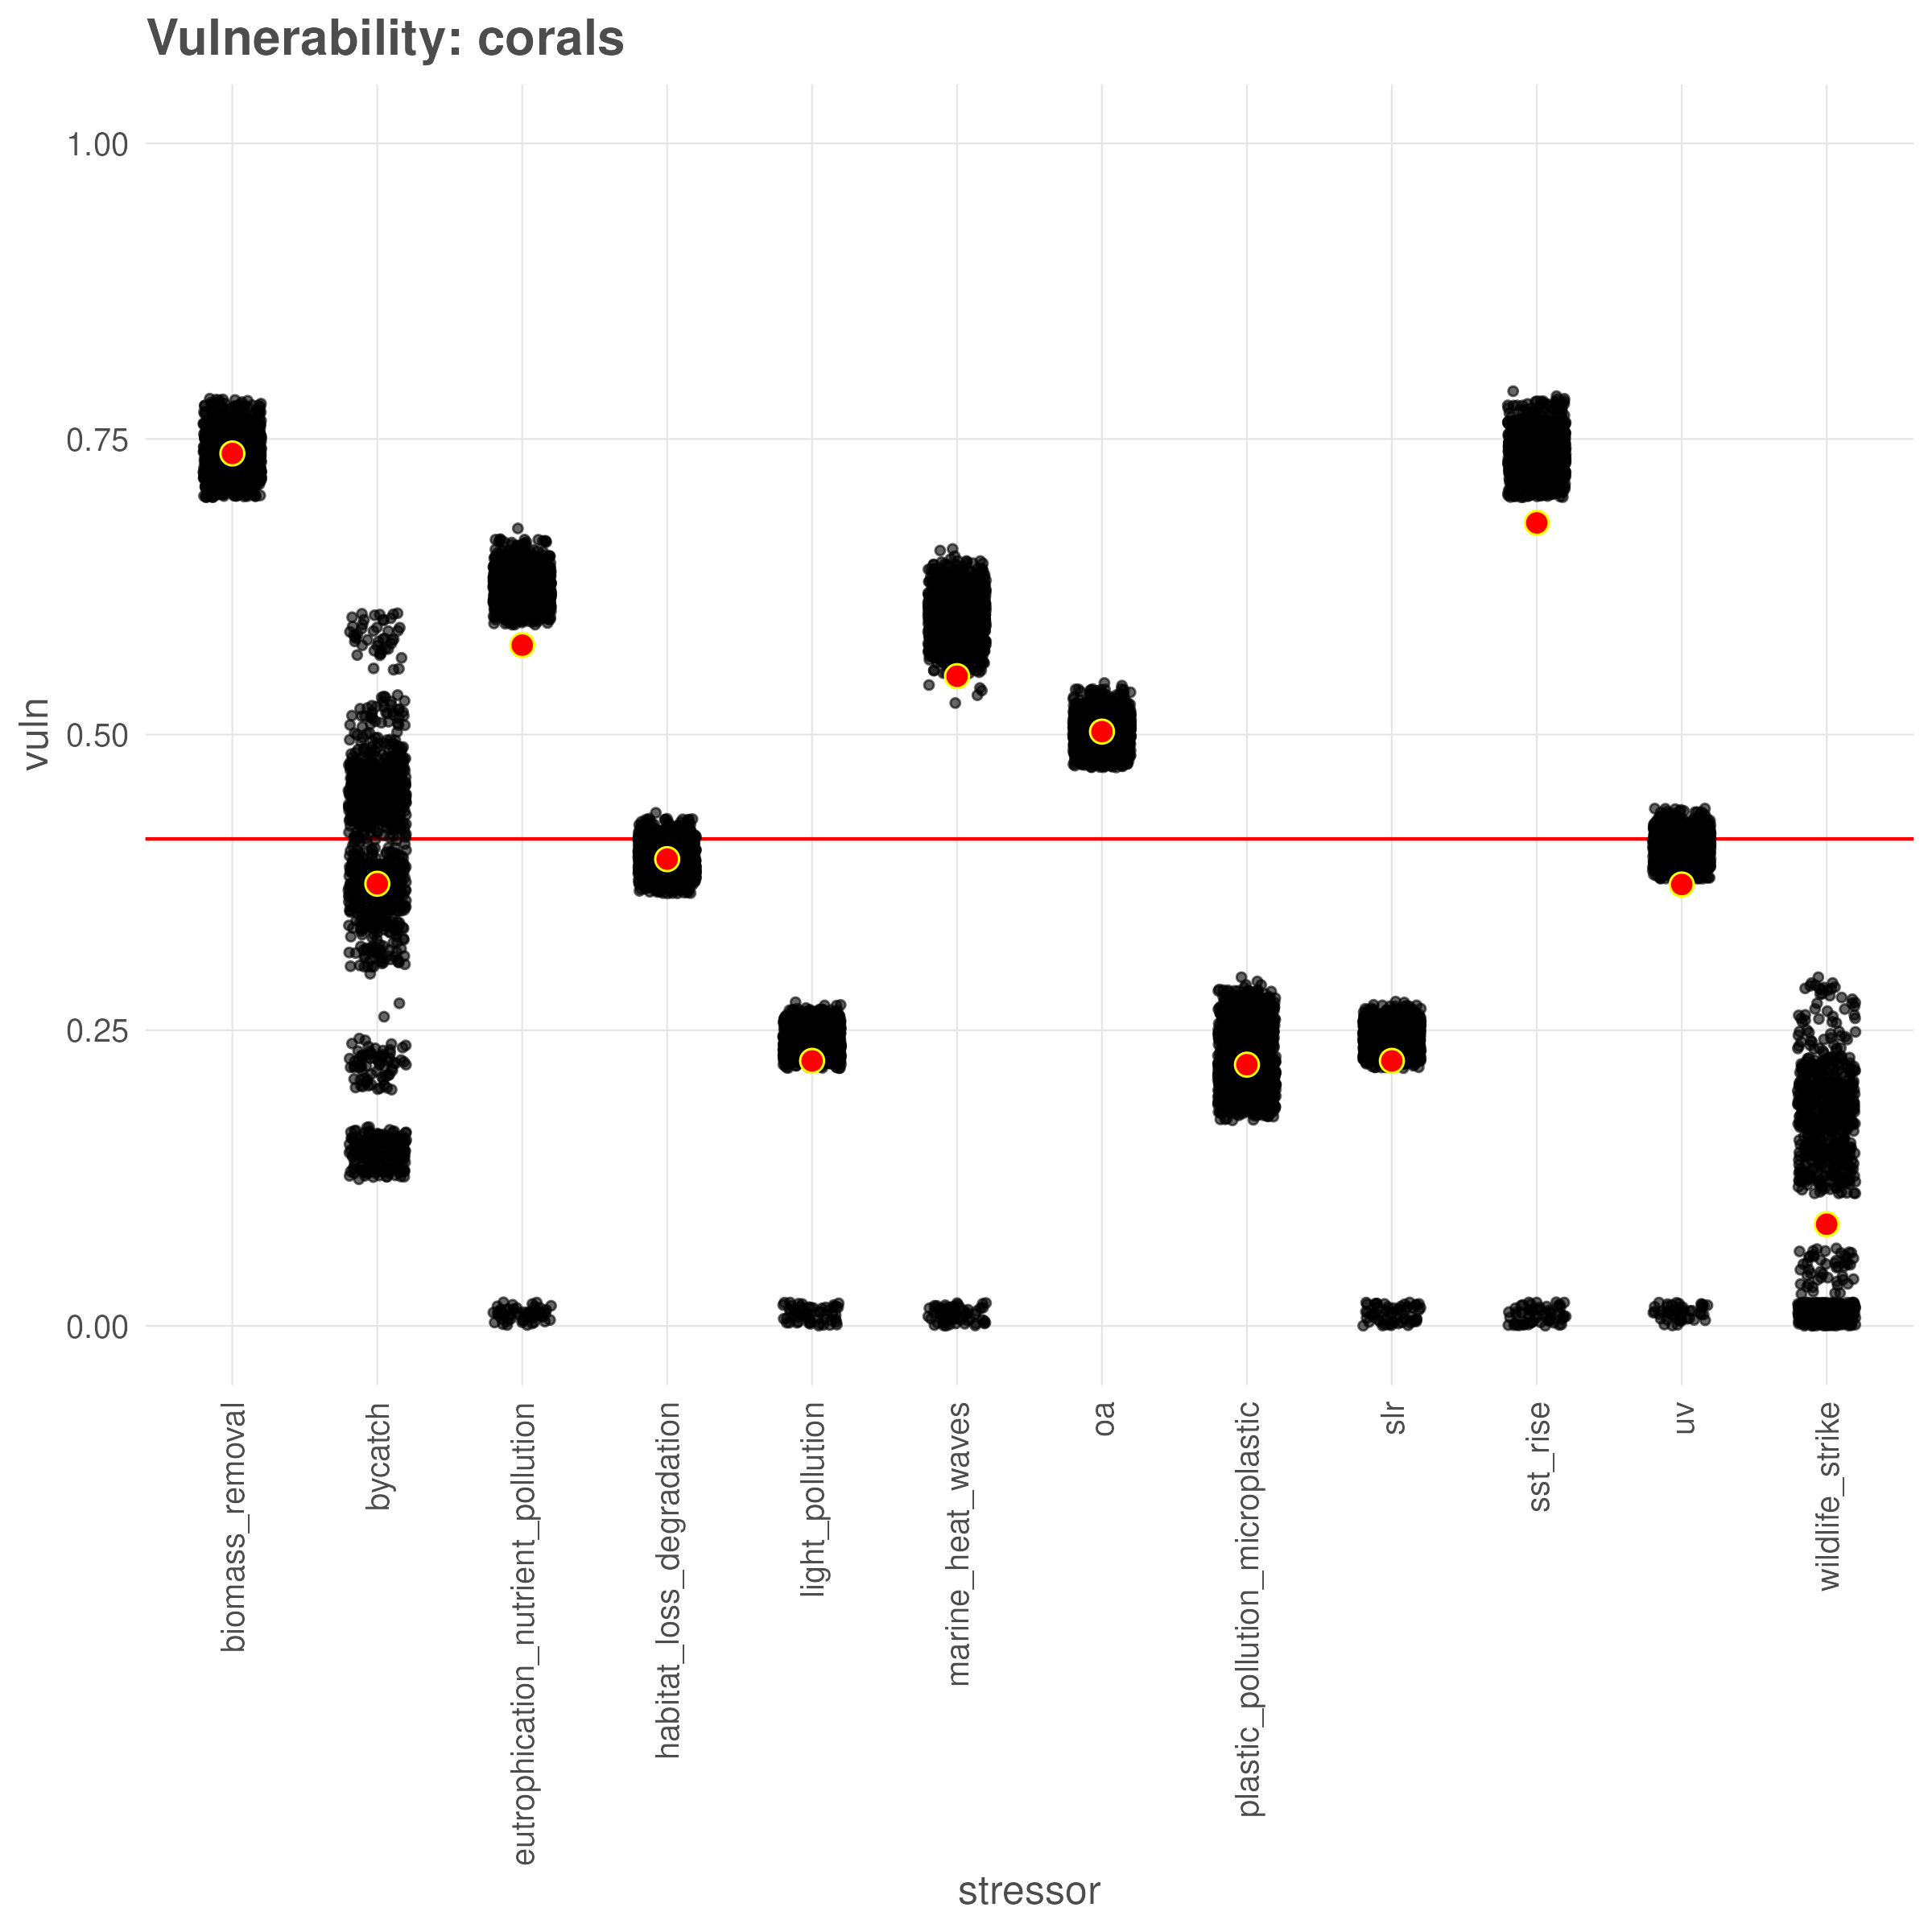 Vulnerability: corals
1.00
0.75
0.50
0.25
0.00
vuln
biomass_removal
bycatch
eutrophication_nutrient_pollution
habitat_loss_degradation
light_pollution
marine_heat_waves
oa
plastic_pollution_microplastic
slr
sst_rise
uv
wildlife_strike
stressor